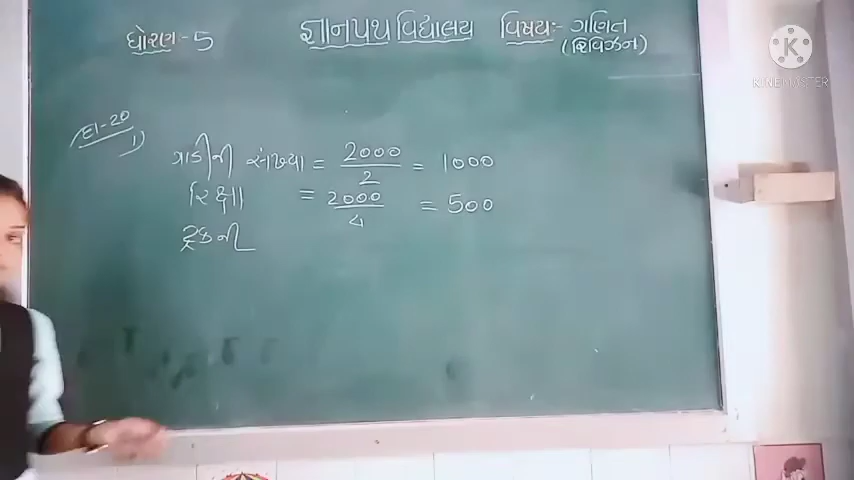 ધોરણ:- 5 જ્ઞાનપથ વિદ્યાલય વિષય:- ગણિત
(રિવિઝન)
દા-20
1) ગાડીની સંખ્યા = 2000/2 = 1000
રિક્ષા = 2000/4 = 500
ટ્રકની
KINEMASTER